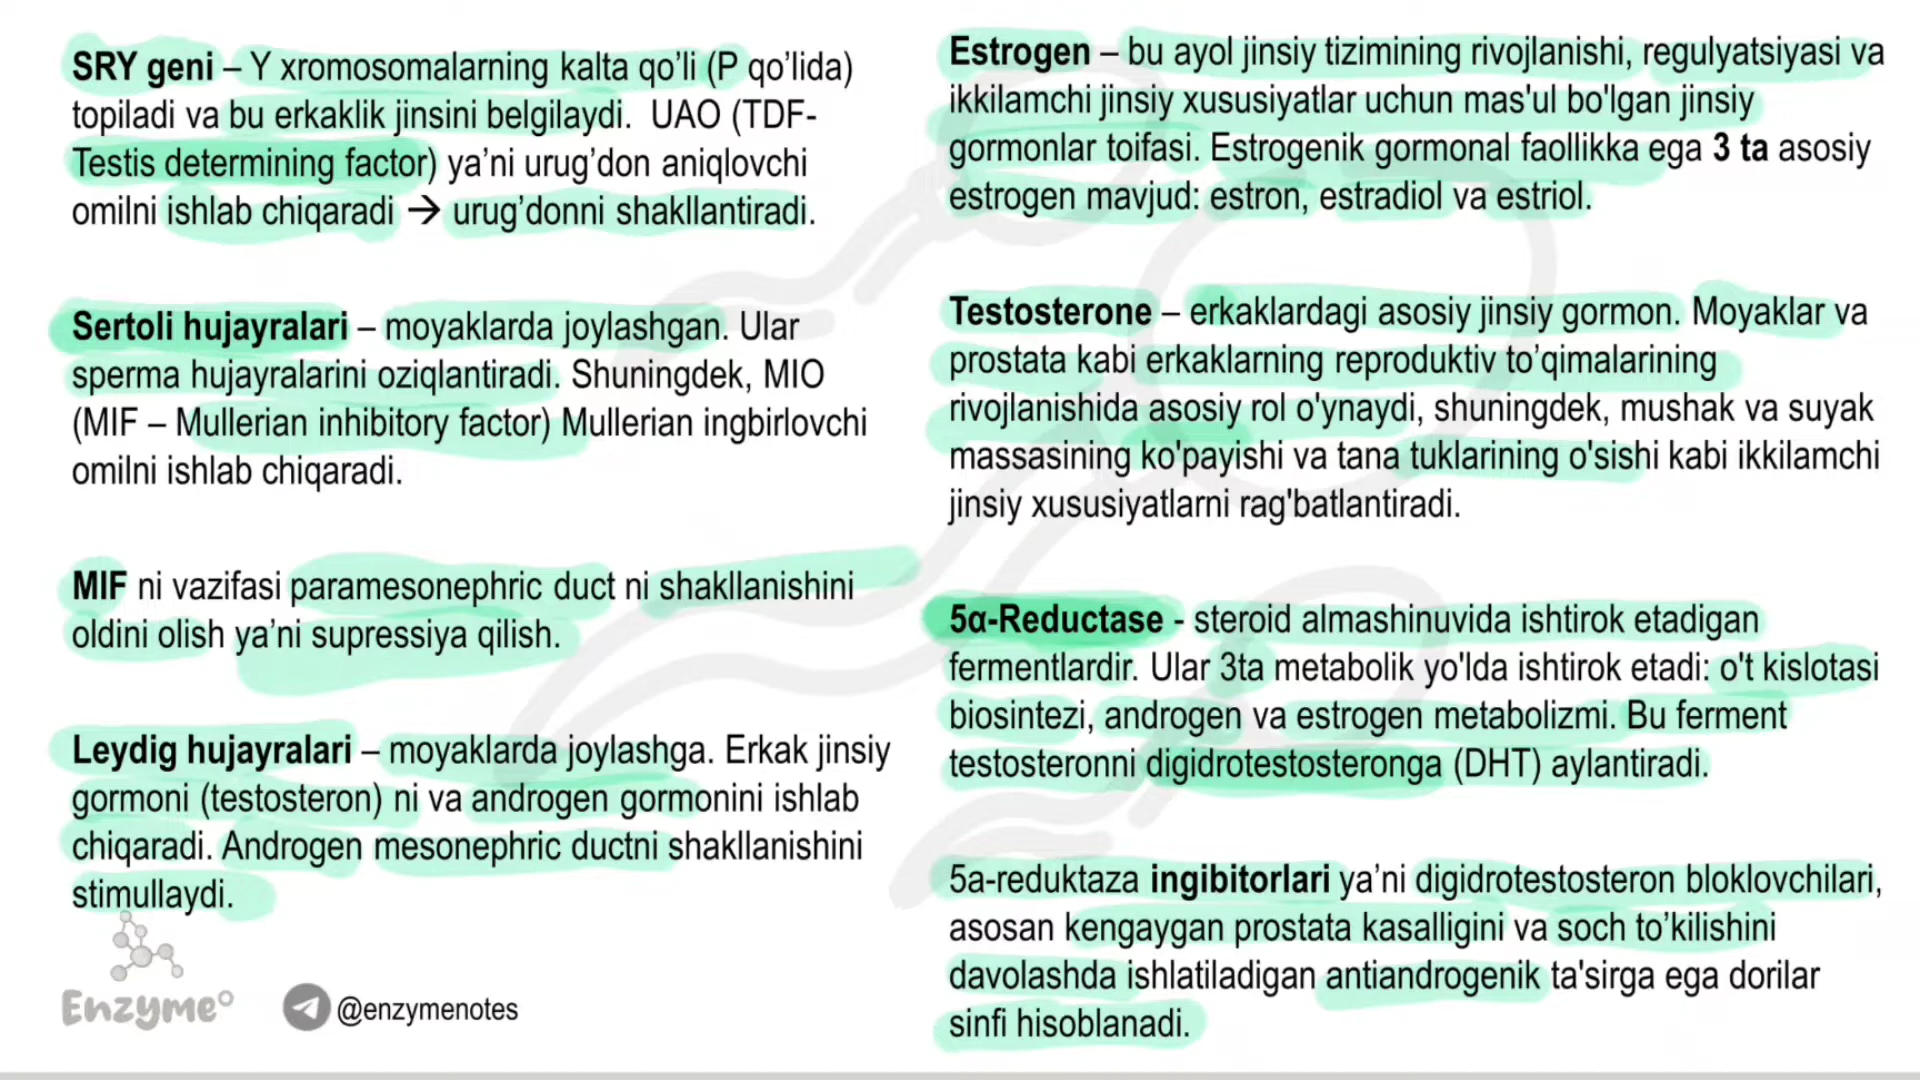 SRY geni – Y xromosomalarning kalta qo’li (P qo’lida)
topiladi va bu erkaklik jinsini belgilaydi. UAO (TDF-
Testis determining factor) ya’ni urug’don aniqlovchi
omilni ishlab chiqaradi → urug’donni shakllantiradi.
Sertoli hujayralari – moyaklarda joylashgan. Ular
sperma hujayralarini oziqlantiradi. Shuningdek, MIO
(MIF – Mullerian inhibitory factor) Mullerian ingbirlovchi
omilni ishlab chiqaradi.
MIF ni vazifasi paramesonephric duct ni shakllanishini
oldini olish ya’ni supressiya qilish.
Leydig hujayralari – moyaklarda joylashga. Erkak jinsiy
gormoni (testosteron) ni va androgen gormonini ishlab
chiqaradi. Androgen mesonephric ductni shakllanishini
stimullaydi.
Enzyme
@enzymenotes
Estrogen – bu ayol jinsiy tizimining rivojlanishi, regulyatsiyasi va
ikkilamchi jinsiy xususiyatlar uchun mas'ul bo'lgan jinsiy
gormonlar toifasi. Estrogenik gormonal faollikka ega 3 ta asosiy
estrogen mavjud: estron, estradiol va estriol.
Testosterone – erkaklardagi asosiy jinsiy gormon. Moyaklar va
prostata kabi erkaklarning reproduktiv to’qimalarining
rivojlanishida asosiy rol o'ynaydi, shuningdek, mushak va suyak
massasining ko'payishi va tana tuklarining o'sishi kabi ikkilamchi
jinsiy xususiyatlarni rag'batlantiradi.
5α-Reductase - steroid almashinuvida ishtirok etadigan
fermentlardir. Ular 3ta metabolik yo'lda ishtirok etadi: o't kislotasi
biosintezi, androgen va estrogen metabolizmi. Bu ferment
testosteronni digidrotestosteronga (DHT) aylantiradi.
5a-reduktaza ingibitorlari ya’ni digidrotestosteron bloklovchilari,
asosan kengaygan prostata kasalligini va soch to’kilishini
davolashda ishlatiladigan antiandrogenik ta'sirga ega dorilar
sinfi hisoblanadi.